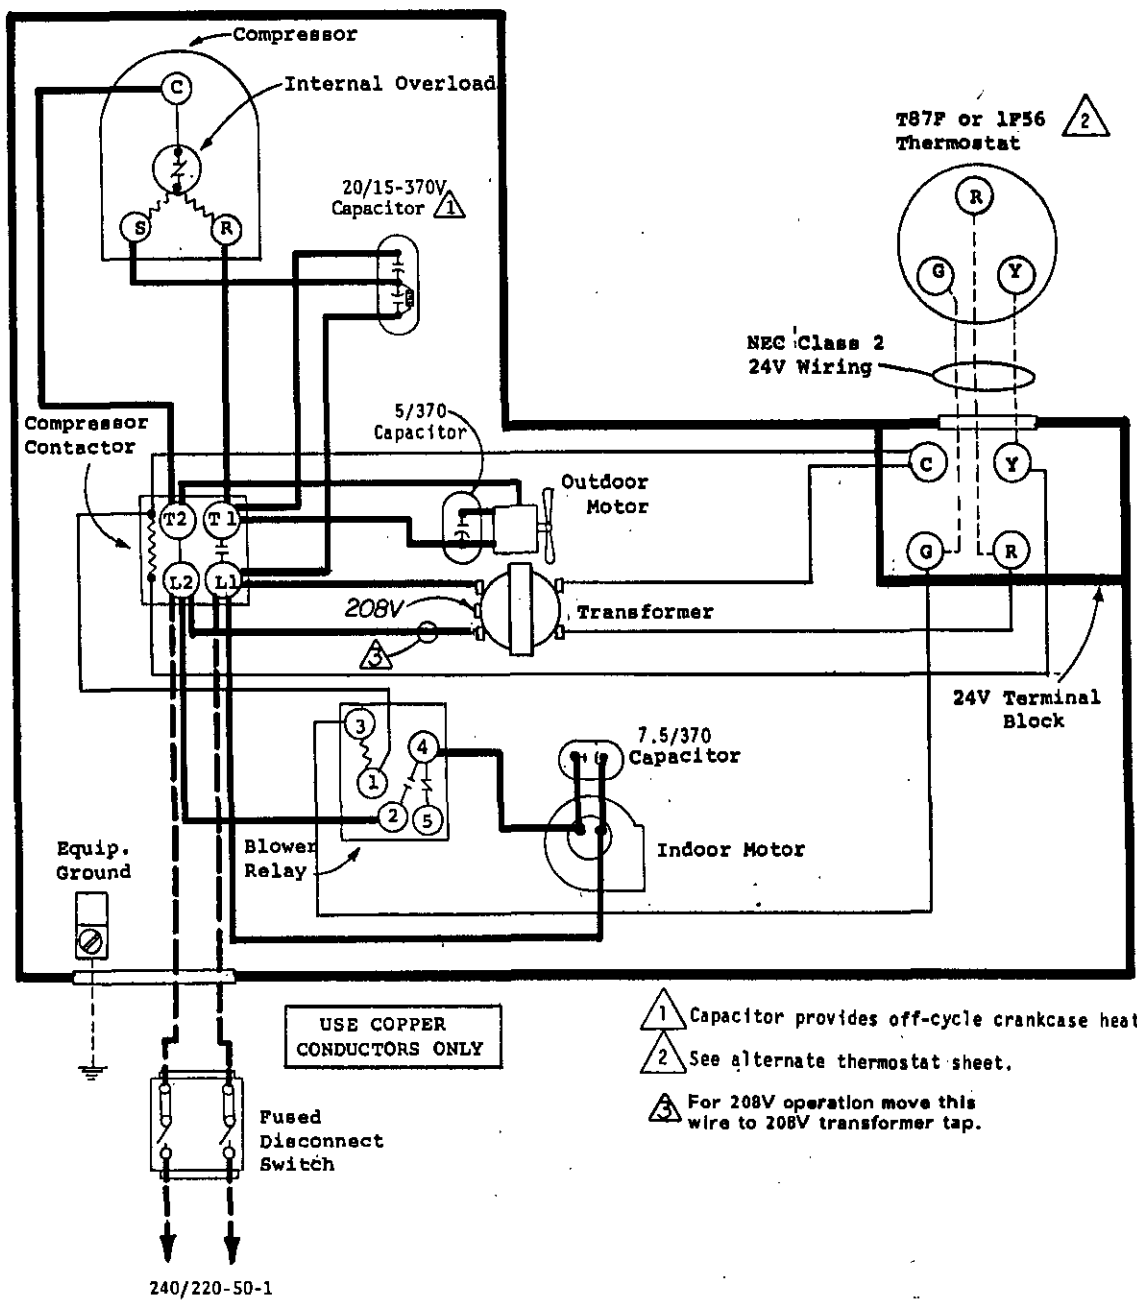 Compressor
C
Internal Overload
S
R
20/15-370V
Capacitor 1
T87F or 1F56
Thermostat
2
R
G
Y
NEC Class 2
24V Wiring
Compressor
Contactor
5/370
Capacitor
Outdoor
Motor
T2
T1
L2
L1
C
Y
G
R
208V
3
Transformer
24V Terminal
Block
3
4
1
2
5
Blower
Relay
7.5/370
Capacitor
Indoor Motor
Equip.
Ground
USE COPPER
CONDUCTORS ONLY
1 Capacitor provides off-cycle crankcase heat
2 See alternate thermostat sheet.
3 For 208V operation move this
wire to 208V transformer tap.
Fused
Disconnect
Switch
240/220-50-1